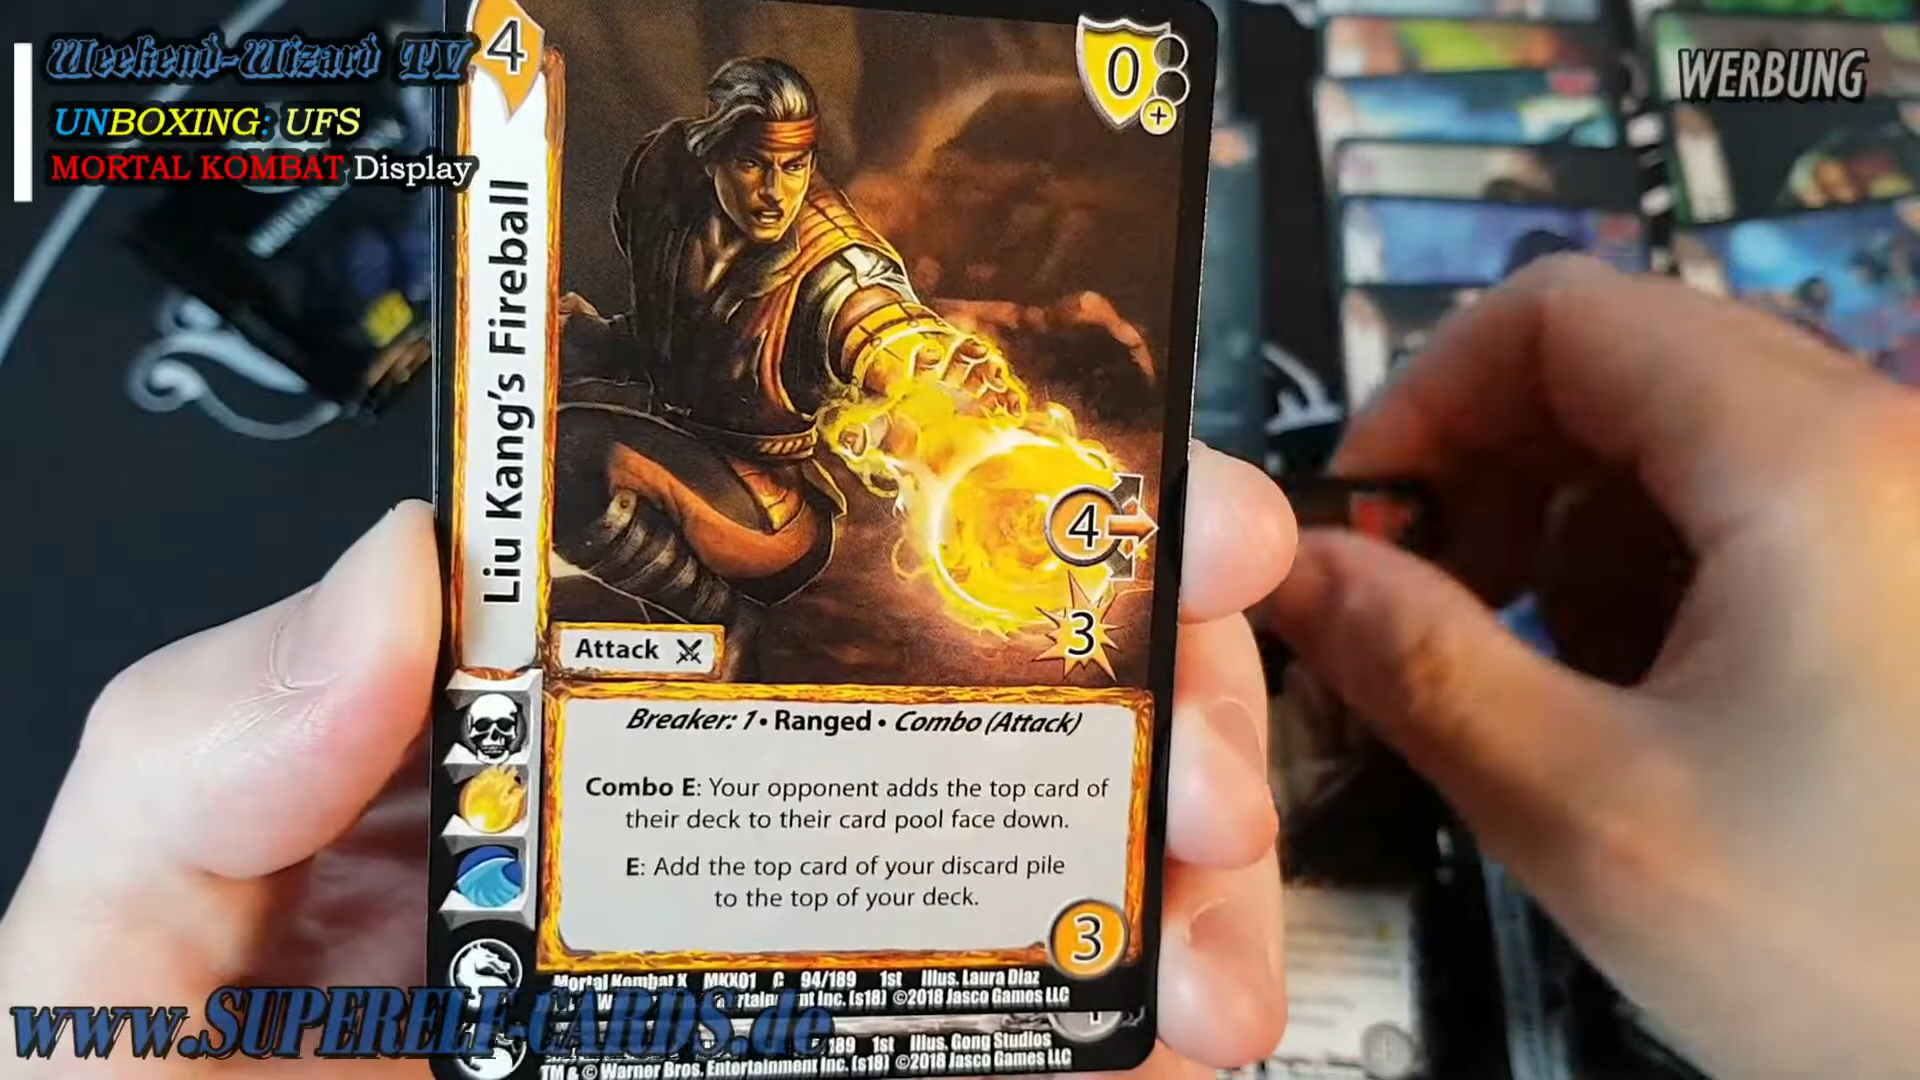 Weekend-Wizard TV
UNBOXING: UFS
MORTAL KOMBAT Display
WERBUNG
4
0
+
Liu Kang's Fireball
4
3
Attack
Breaker: 1 • Ranged • Combo (Attack)
Combo E: Your opponent adds the top card of
their deck to their card pool face down.
E: Add the top card of your discard pile
to the top of your deck.
3
Mortal Kombat X MKX01 C 94/189 1st Illus. Laura Diaz
Inc. (s18) ©2018 Jasco Games LLC
www.SUPERELF-CARDS.de
189 1st Illus. Gong Studios
TM & © Warner Bros. Entertainment Inc. (s18) ©2018 Jasco Games LLC